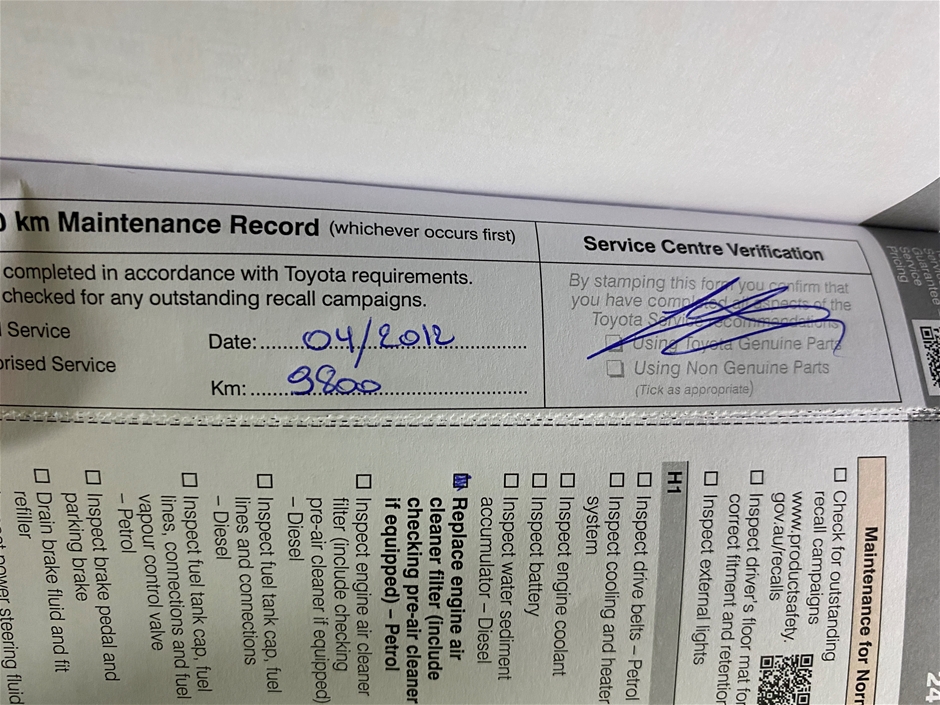 km Maintenance Record (whichever occurs first)
completed in accordance with Toyota requirements.
checked for any outstanding recall campaigns.
Service
Date: 04/2012
Service
Km: 9800
Service Centre Verification
By stamping this form you confirm that
you have completed all aspects of the
Toyota Service recommendations
Using Toyota Genuine Parts
Using Non Genuine Parts
(Tick as appropriate)
Service
Pricing
24
Maintenance for
Check for outstanding
recall campaigns
www.productsafety.
gov.au/recalls
Inspect driver's floor mat for
correct fitment and retention
Inspect external lights
H1
Inspect drive belts – Petrol
Inspect cooling and heater
system
Inspect engine coolant
Inspect battery
Inspect water sediment
accumulator – Diesel
Replace engine air
cleaner filter (include
checking pre-air cleaner
if equipped) – Petrol
Inspect engine air cleaner
filter (include checking
pre-air cleaner if equipped)
– Diesel
Inspect fuel tank cap, fuel
lines and connections
– Diesel
Inspect fuel tank cap, fuel
lines, connections and fuel
vapour control valve
– Petrol
Inspect brake pedal and
parking brake
Drain brake fluid and fit
refiller
power steering fluid